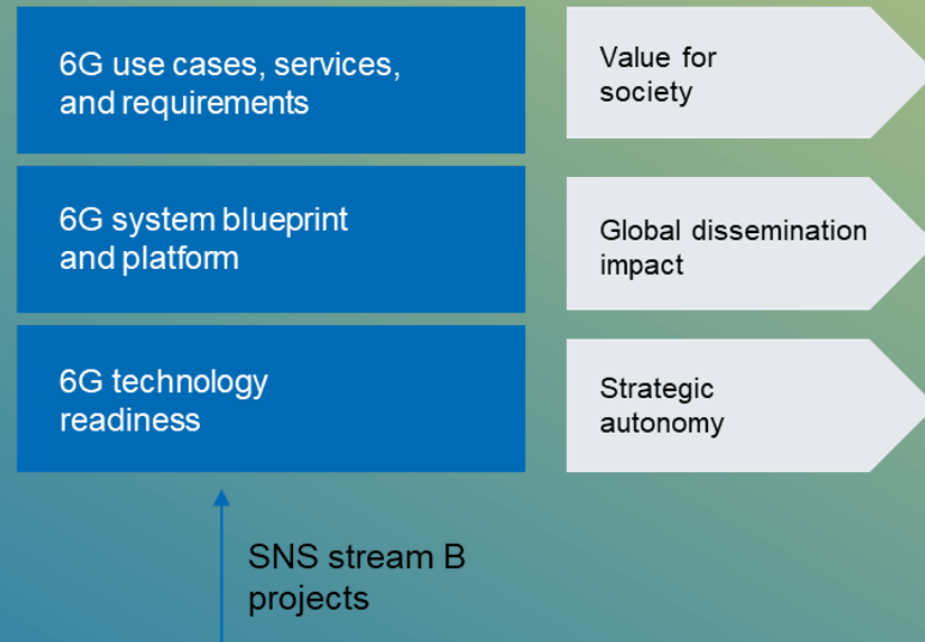 6G use cases, services,
and requirements
Value for
society
6G system blueprint
and platform
Global dissemination
impact
6G technology
readiness
Strategic
autonomy
SNS stream B
projects